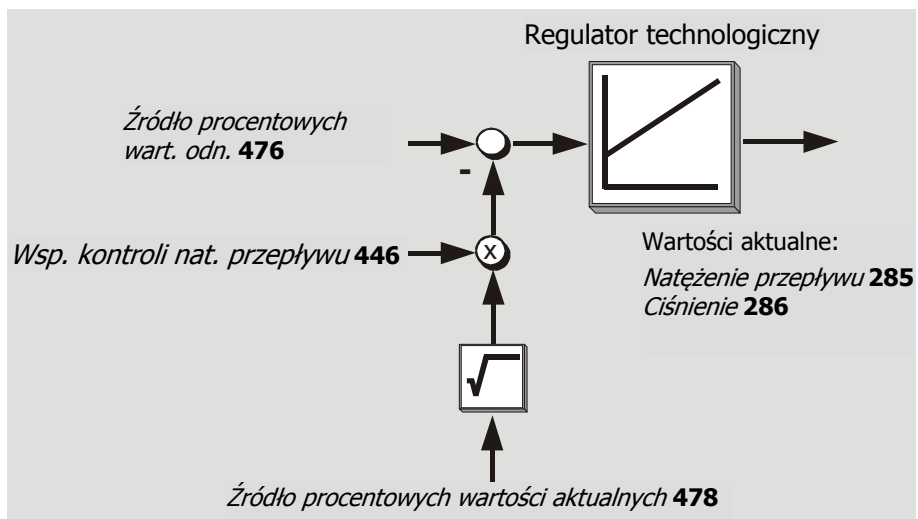 Regulator technologiczny
Źródło procentowych
wart. odn. 476
-
Wsp. kontroli nat. przepływu 446
x
Wartości aktualne:
Natężenie przepływu 285
Ciśnienie 286
√
Źródło procentowych wartości aktualnych 478